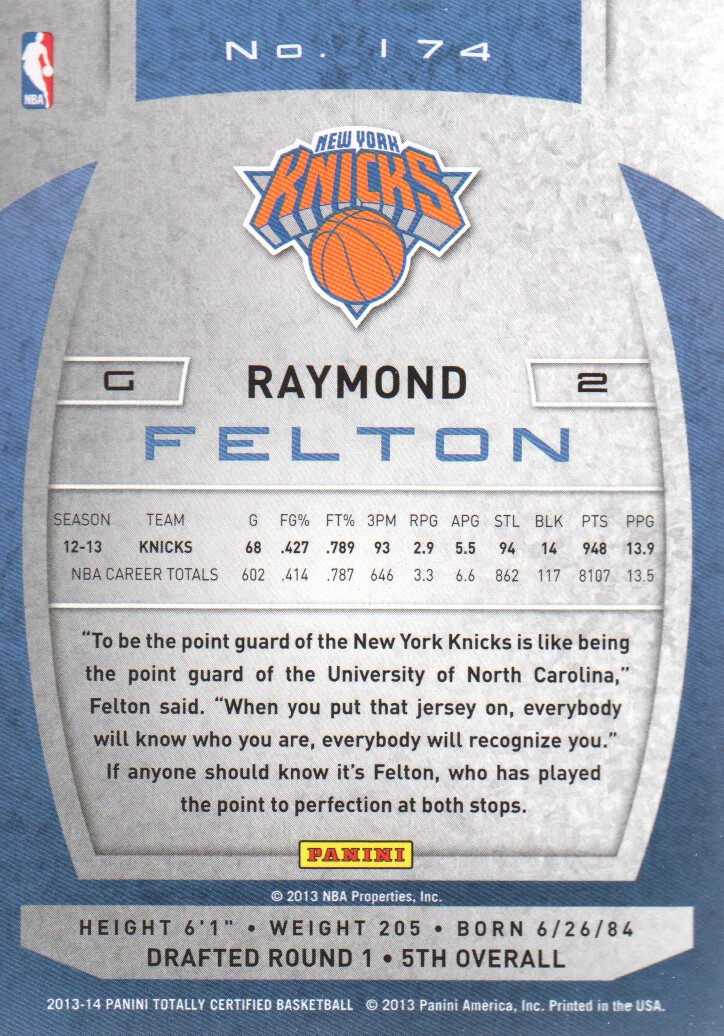 No. 174
NBA
NEW YORK
KNICKS
G
RAYMOND
2
FELTON
SEASON TEAM G FG% FT% 3PM RPG APG STL BLK PTS PPG
12-13 KNICKS 68 .427 .789 93 2.9 5.5 94 14 948 13.9
NBA CAREER TOTALS 602 .414 .787 646 3.3 6.6 862 117 8107 13.5
“To be the point guard of the New York Knicks is like being
the point guard of the University of North Carolina,”
Felton said. “When you put that jersey on, everybody
will know who you are, everybody will recognize you.”
If anyone should know it’s Felton, who has played
the point to perfection at both stops.
PANINI
© 2013 NBA Properties, Inc.
HEIGHT 6'1" • WEIGHT 205 • BORN 6/26/84
DRAFTED ROUND 1 • 5TH OVERALL
2013-14 PANINI TOTALLY CERTIFIED BASKETBALL © 2013 Panini America, Inc. Printed in the USA.